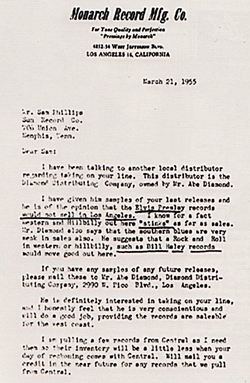 Monarch Record Mfg. Co.
For Tone Quality and Perfection
"Pressings by Monarch"
4852-54 West Jefferson Blvd.
LOS ANGELES 16, CALIFORNIA
March 21, 1955
Mr. Sam Phillips
Sun Record Co.
706 Union Ave.
Memphis, Tenn.
Dear Sam:
I have been talking to another local distributor
regarding taking on your line. This distributor is the
Diamond Distributing Company, owned by Mr. Abe Diamond.
I have given him samples of your last releases and
he is of the opinion that the Elvis Presley records
would not sell in Los Angeles. I know for a fact
western and Hillbilly out here "stinks" as far as sales.
Mr. Diamond also says that the southern blues are very
weak in sales also. He suggests that a Rock and Roll
in western or hillbilly, such as Bill Haley records
would move good out here.
If you have any samples of any future releases,
please mail these to Mr. Abe Diamond, Diamond Distri-
buting Company, 2990 W. Pico Blvd., Los Angeles.
He is definitely interested in taking on your line,
and I honestly feel that he is very conscientious and
will do a good job, providing the records are saleable
for the west coast.
I am pulling a few records from Central as I need
them so their inventory will be a little less when your
day of reckoning comes with Central. Will mail you a
credit in the near future for any records that we pull
from Central.